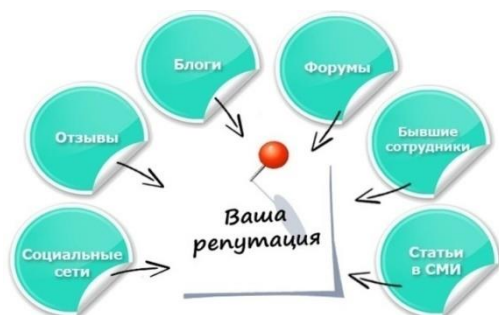 Блоги
Форумы
Отзывы
Бывшие
сотрудники
Ваша
репутация
Социальные
сети
Статьи
в СМИ